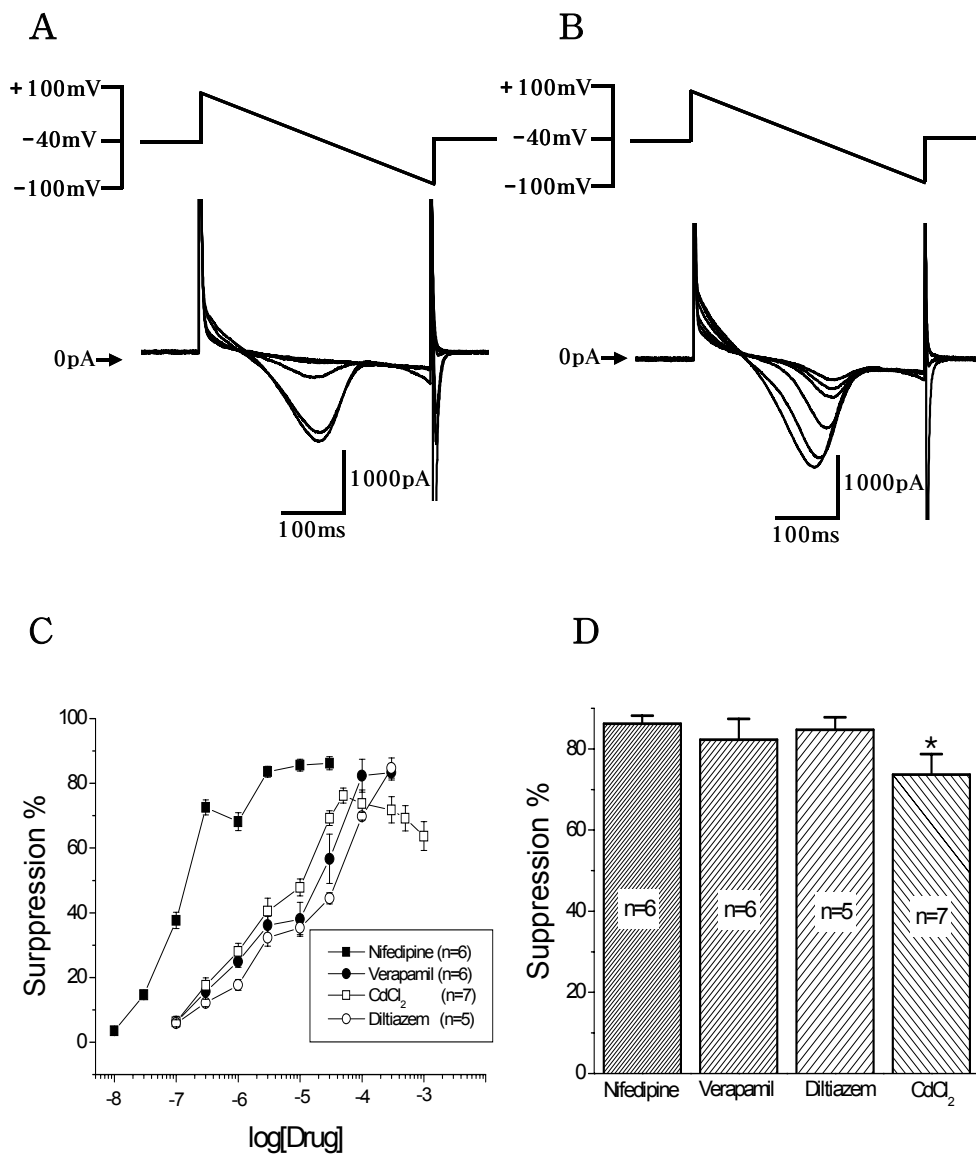 A
+100mV
−40mV
−100mV
0pA
1000pA
100ms
B
+100mV
−40mV
−100mV
0pA
1000pA
100ms
C
Surppression %
100
80
60
40
20
0
-8
-7
-6
-5
-4
-3
log[Drug]
Nifedipine (n=6)
Verapamil (n=6)
CdCl₂ (n=7)
Diltiazem (n=5)
D
Suppression %
80
60
40
20
0
*
n=6
n=6
n=5
n=7
Nifedipine
Verapamil
Diltiazem
CdCl₂